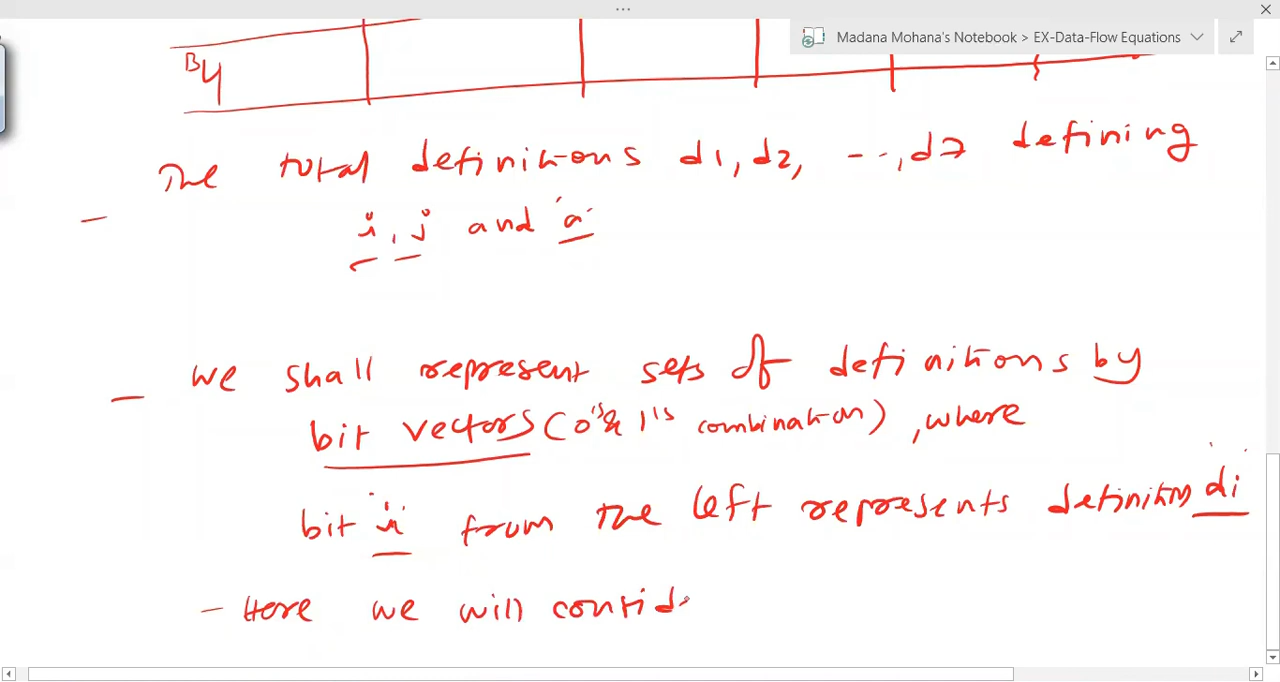 ...
Madana Mohana's Notebook > EX-Data-Flow Equations
B4
- The total definitions d1, d2, --, d7 defining
i, j and 'a'
- we shall represent sets of definitions by
bit vectors (0's & 1's combination), where
bit 'i' from the left represents definition di
- Here we will consid